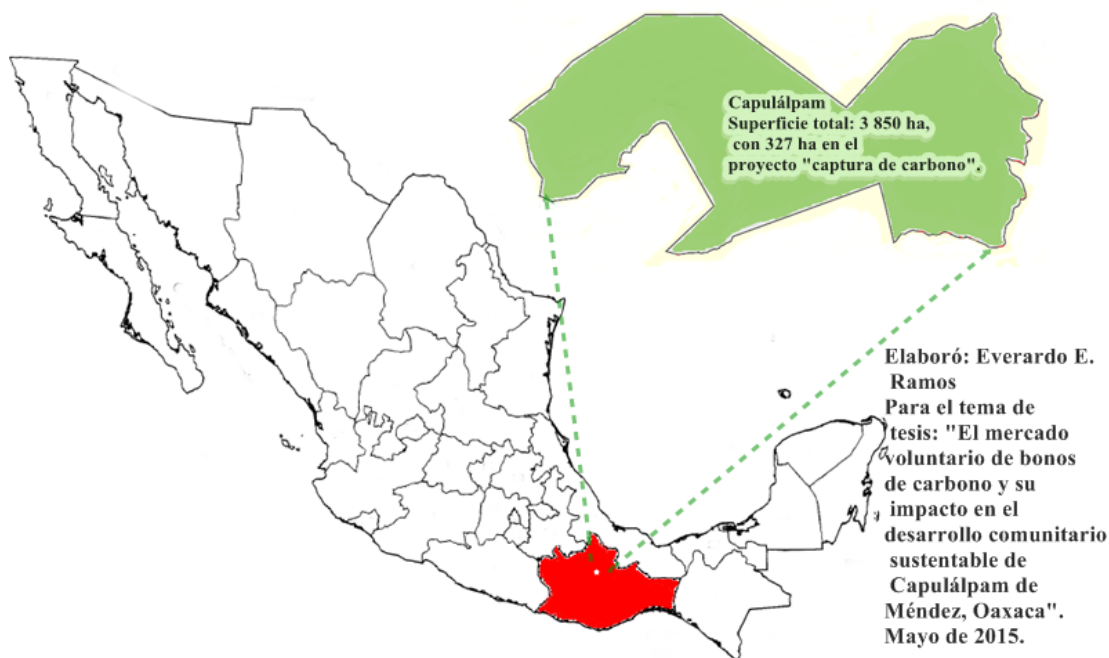 Capulálpam
Superficie total: 3 850 ha,
con 327 ha en el
proyecto "captura de carbono".
Elaboró: Everardo E.
Ramos
Para el tema de
tesis: "El mercado
voluntario de bonos
de carbono y su
impacto en el
desarrollo comunitario
sustentable de
Capulálpam de
Méndez, Oaxaca".
Mayo de 2015.